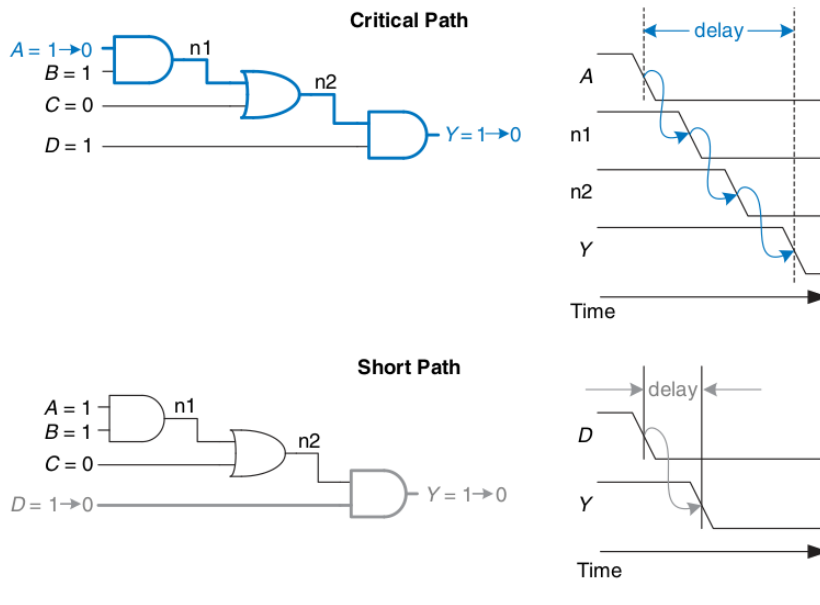 Critical Path
A = 1→0
B = 1
C = 0
D = 1
n1
n2
Y = 1→0
delay
A
n1
n2
Y
Time
Short Path
A = 1
B = 1
C = 0
D = 1→0
n1
n2
Y = 1→0
delay
D
Y
Time